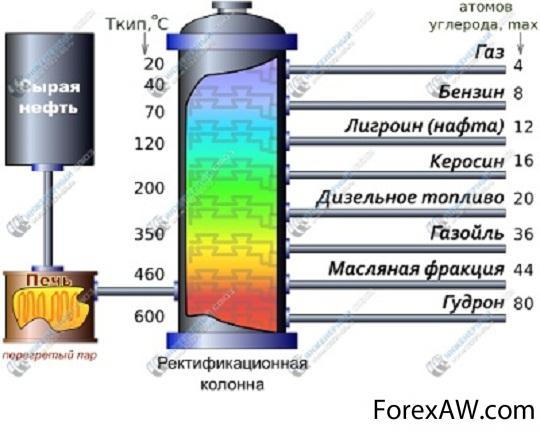 Ткип,°С
атомов
углерода, max
Сырая
нефть
20
40
70
120
200
350
460
600
Газ 4
Бензин 8
Лигроин (нафта) 12
Керосин 16
Дизельное топливо 20
Газойль 36
Масляная фракция 44
Гудрон 80
Печь
перегретый пар
Ректификационная
колонна
ForexAW.com